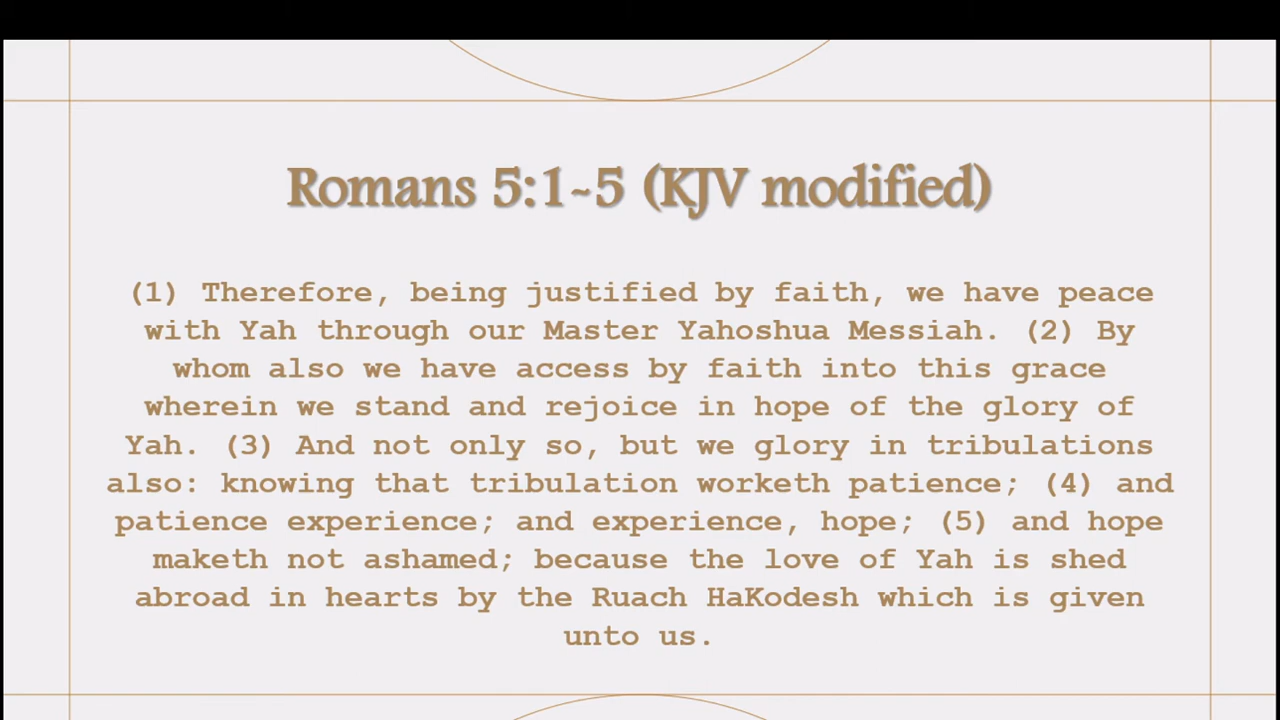 Romans 5:1-5 (KJV modified)
(1) Therefore, being justified by faith, we have peace
with Yah through our Master Yahoshua Messiah. (2) By
whom also we have access by faith into this grace
wherein we stand and rejoice in hope of the glory of
Yah. (3) And not only so, but we glory in tribulations
also: knowing that tribulation worketh patience; (4) and
patience experience; and experience, hope; (5) and hope
maketh not ashamed; because the love of Yah is shed
abroad in hearts by the Ruach HaKodesh which is given
unto us.